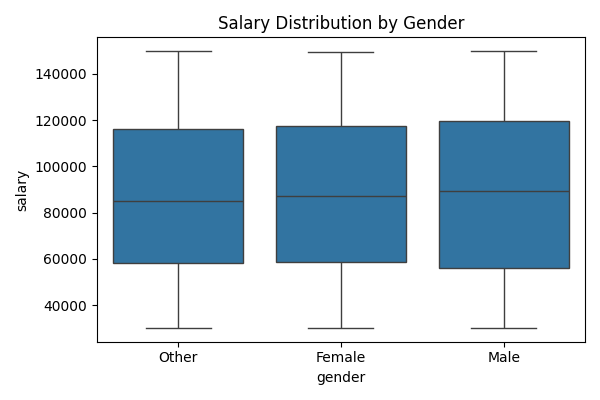 Salary Distribution by Gender
salary
140000
120000
100000
80000
60000
40000
Other Female Male
gender